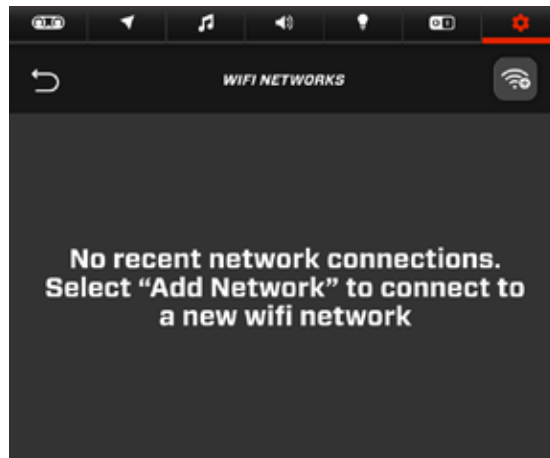 WIFI NETWORKS
No recent network connections.
Select “Add Network” to connect to
a new wifi network